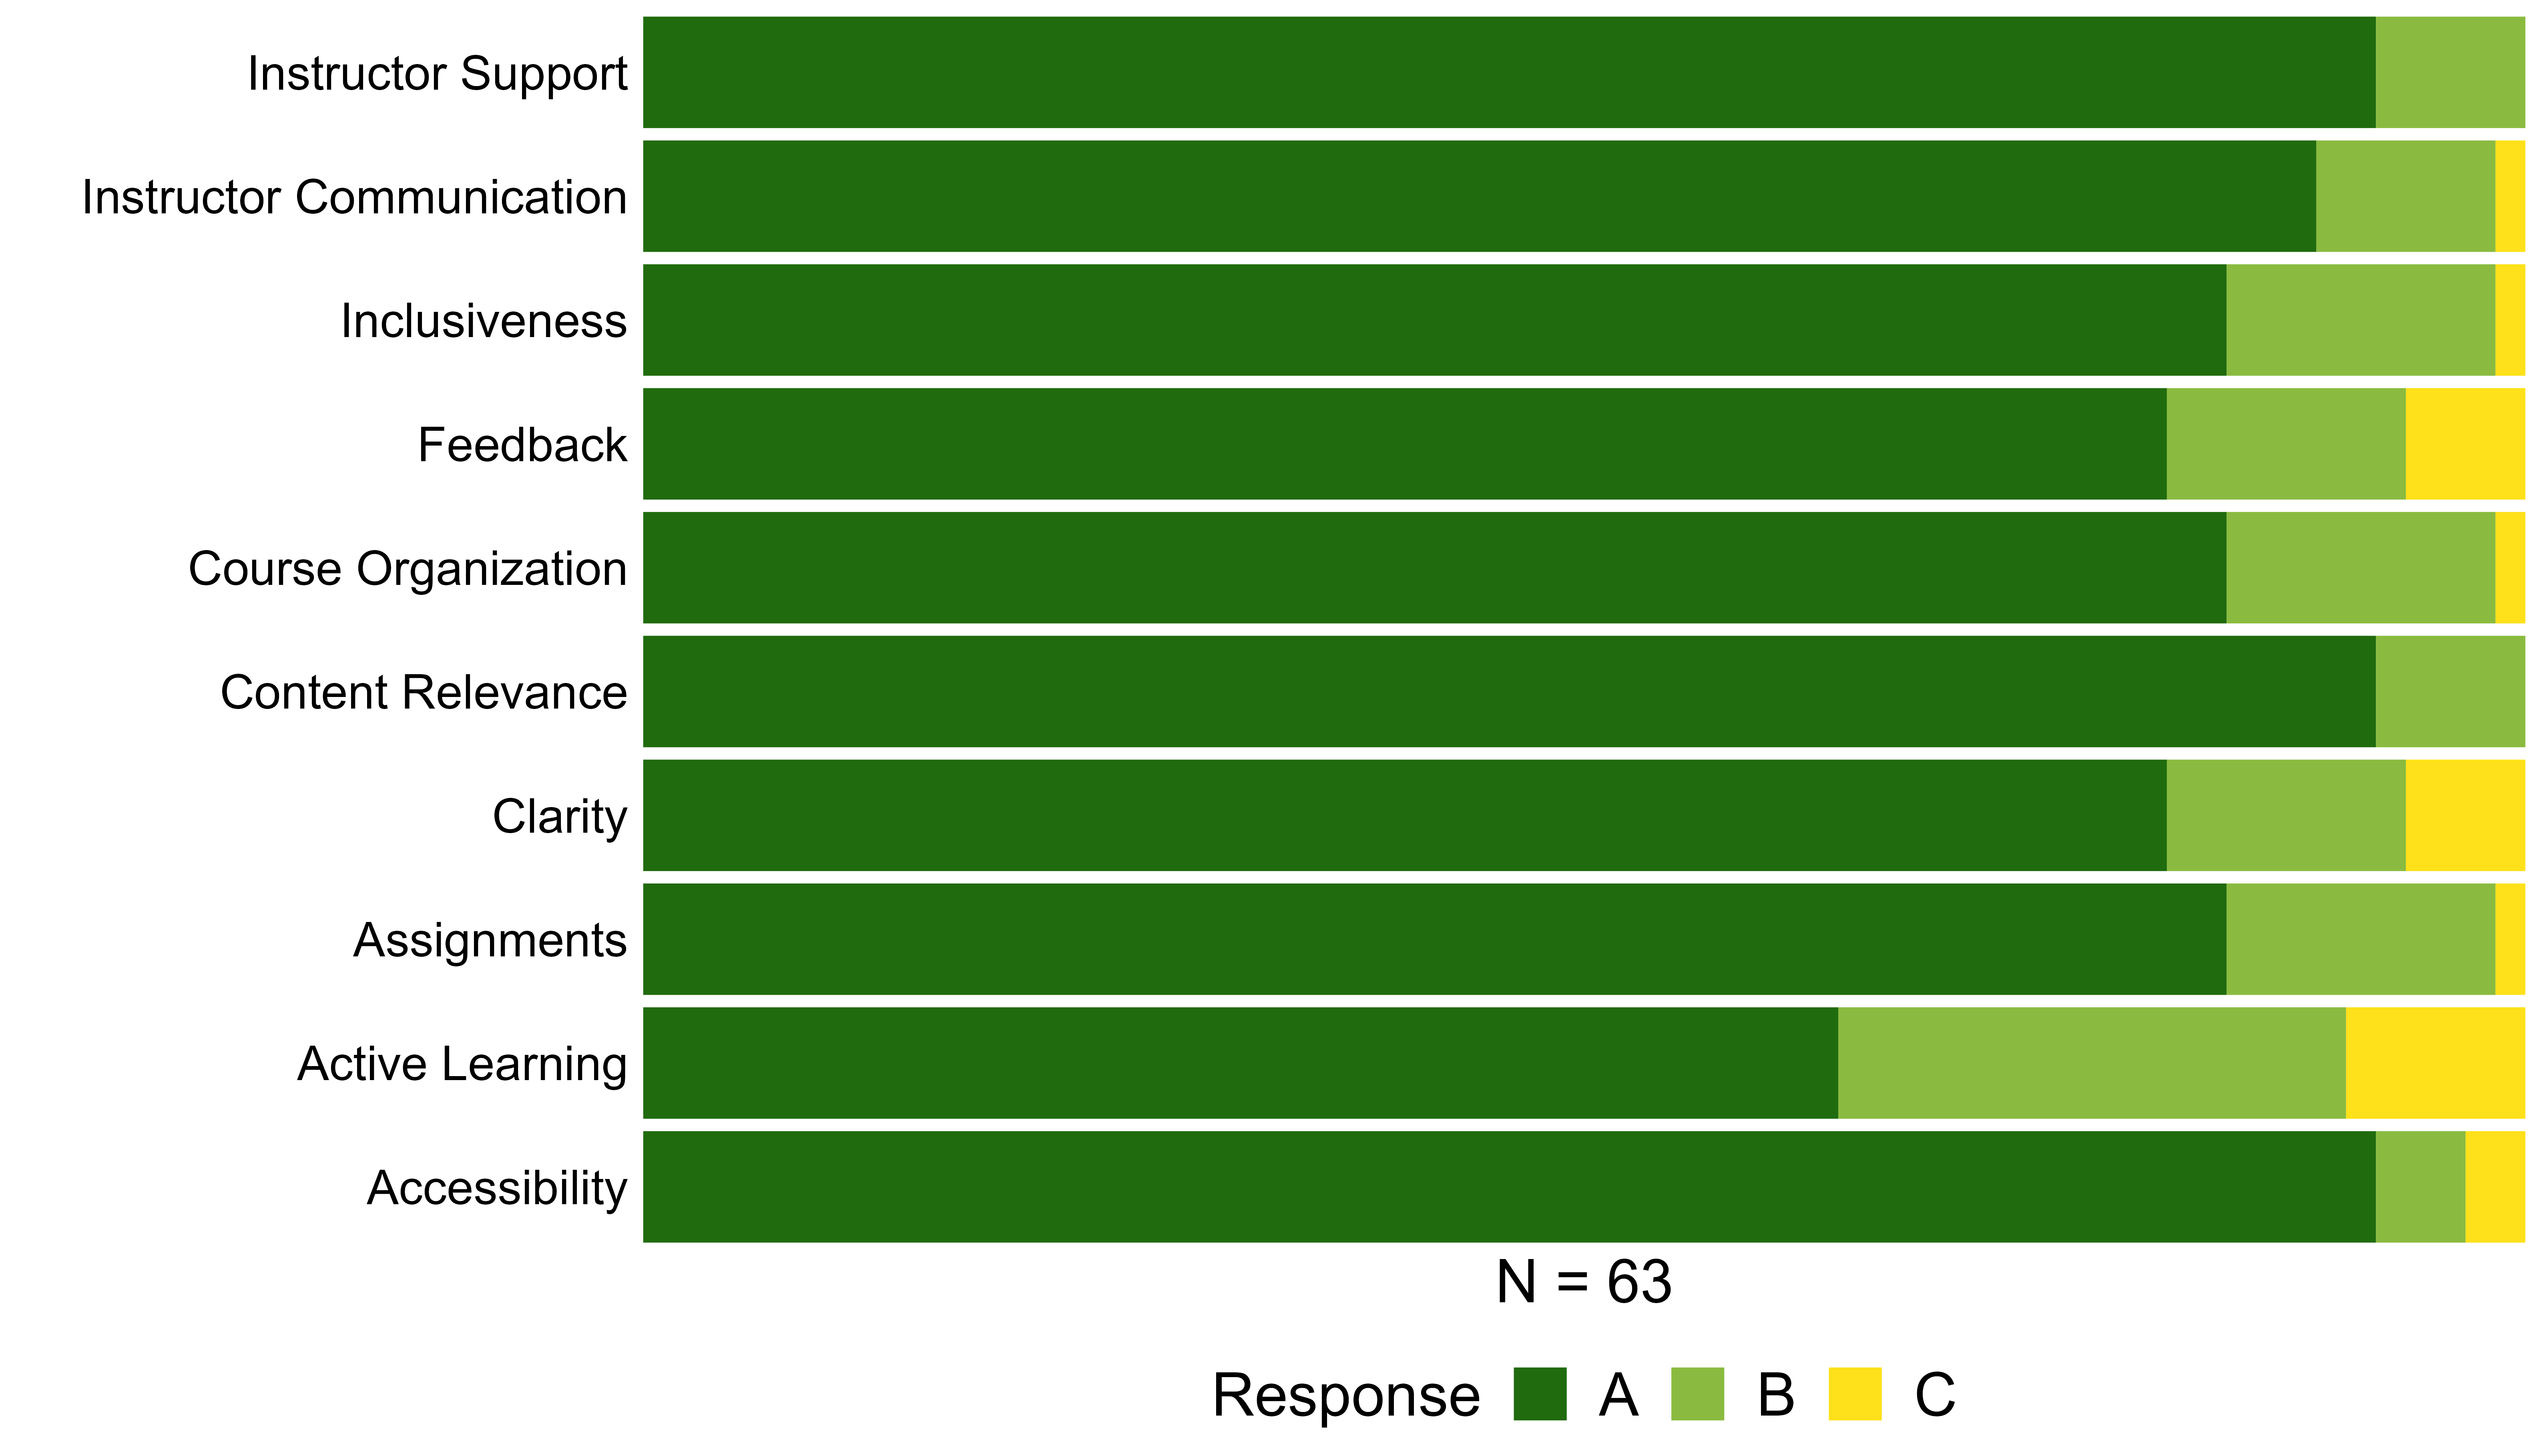 Instructor Support
Instructor Communication
Inclusiveness
Feedback
Course Organization
Content Relevance
Clarity
Assignments
Active Learning
Accessibility
N = 63
Response A B C